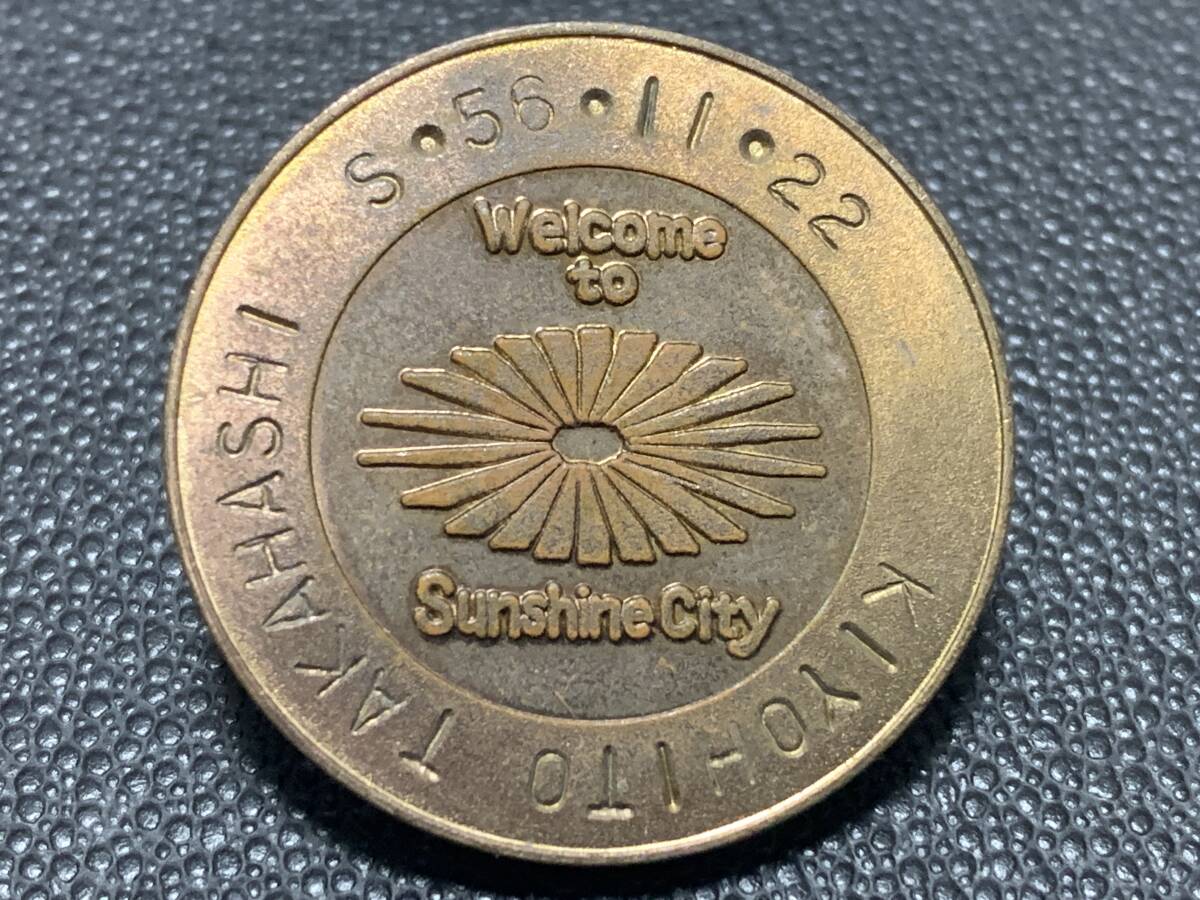 S・56・11・22
KIYOHITO TAKAHASHI
Welcome
to
Sunshine City